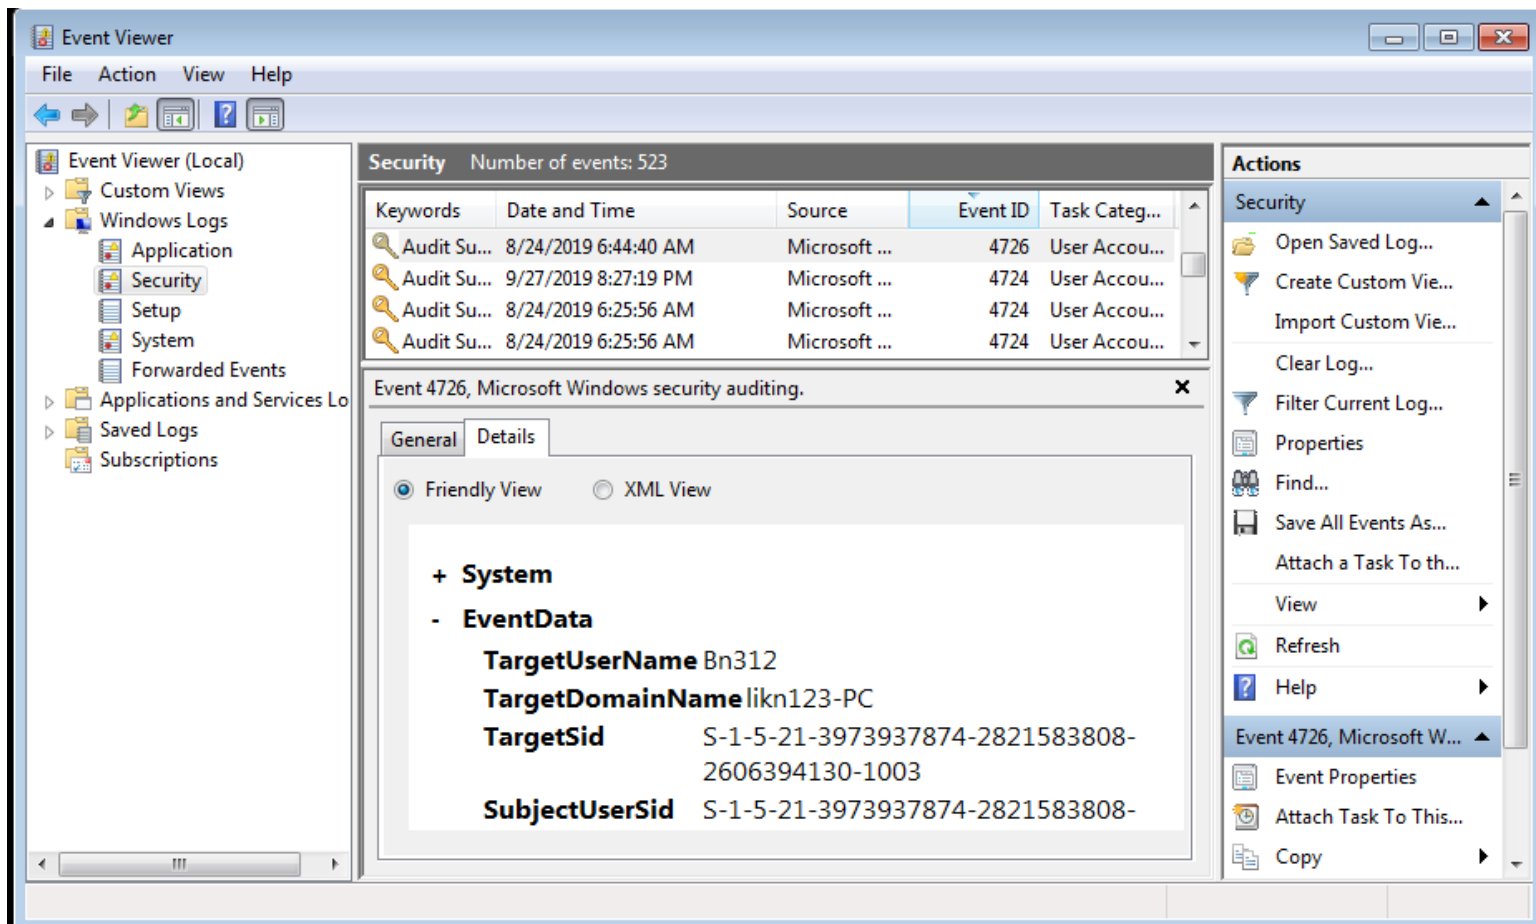 Event Viewer
File Action View Help
Event Viewer (Local)
Custom Views
Windows Logs
Application
Security
Setup
System
Forwarded Events
Applications and Services Lo
Saved Logs
Subscriptions
Security Number of events: 523
Keywords Date and Time Source Event ID Task Categ...
Audit Su... 8/24/2019 6:44:40 AM Microsoft ... 4726 User Accou...
Audit Su... 9/27/2019 8:27:19 PM Microsoft ... 4724 User Accou...
Audit Su... 8/24/2019 6:25:56 AM Microsoft ... 4724 User Accou...
Audit Su... 8/24/2019 6:25:56 AM Microsoft ... 4724 User Accou...
Event 4726, Microsoft Windows security auditing.
General Details
Friendly View XML View
+ System
- EventData
TargetUserName Bn312
TargetDomainName likn123-PC
TargetSid S-1-5-21-3973937874-2821583808-
2606394130-1003
SubjectUserSid S-1-5-21-3973937874-2821583808-
Actions
Security
Open Saved Log...
Create Custom Vie...
Import Custom Vie...
Clear Log...
Filter Current Log...
Properties
Find...
Save All Events As...
Attach a Task To th...
View
Refresh
Help
Event 4726, Microsoft W...
Event Properties
Attach Task To This...
Copy